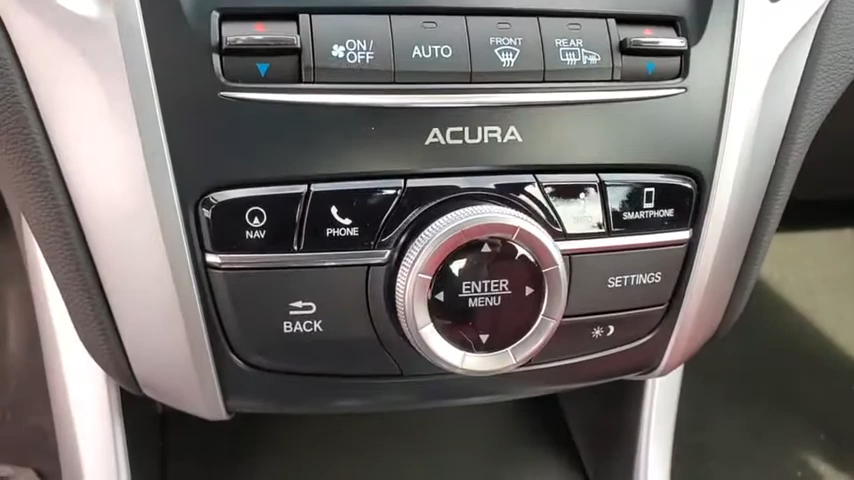 ON/
OFF
AUTO
FRONT
REAR
ACURA
NAV
PHONE
SMARTPHONE
ENTER
MENU
SETTINGS
BACK